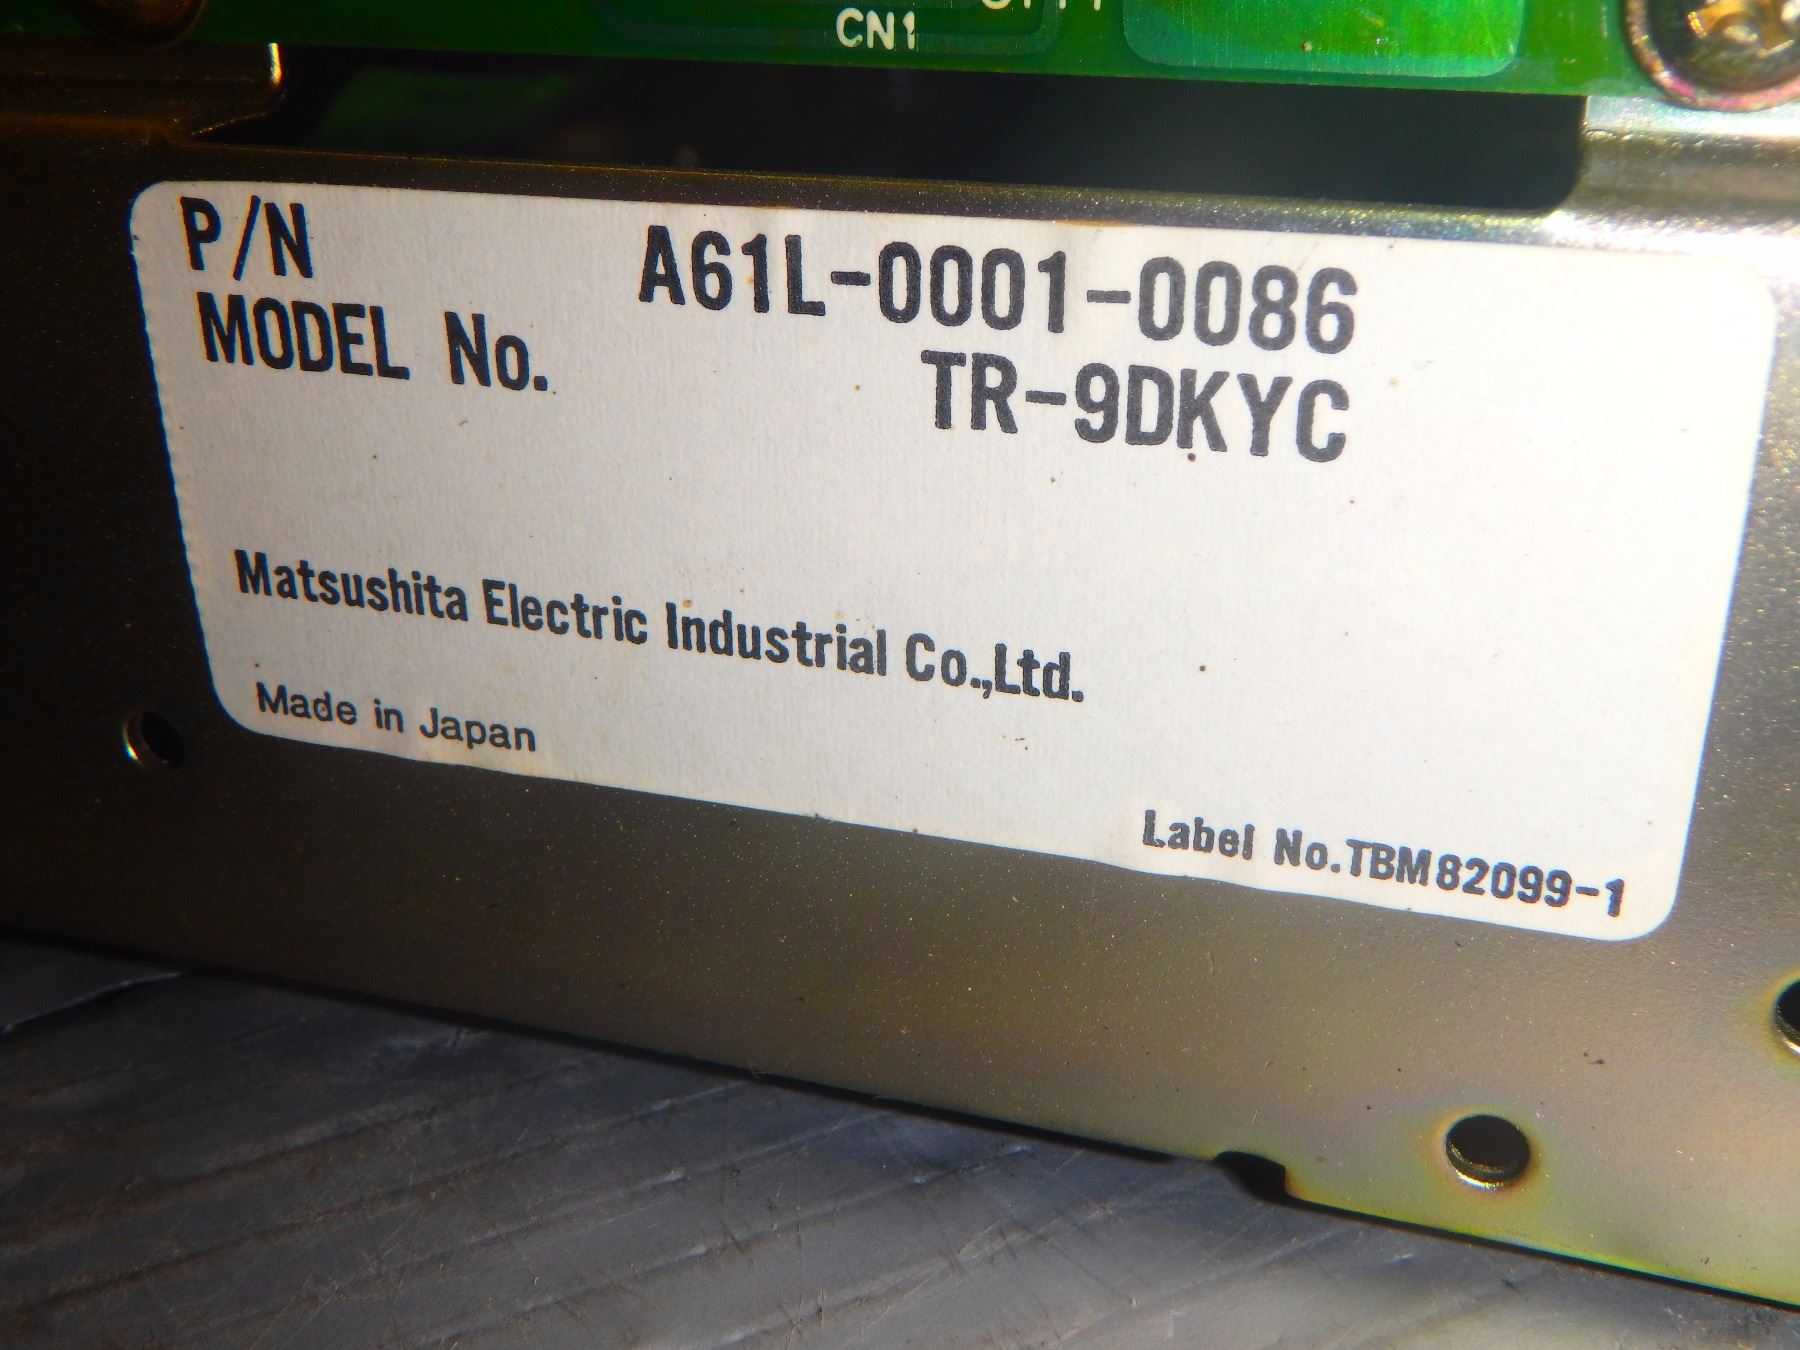 CN1
P/N A61L-0001-0086
MODEL No. TR-9DKYC
Matsushita Electric Industrial Co.,Ltd.
Made in Japan
Label No.TBM82099-1